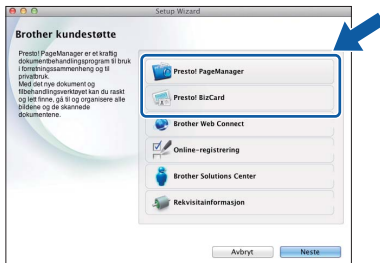 Setup Wizard
Brother kundestøtte
Presto! PageManager er et kraftig
dokumentbehandlingsprogram til bruk
i forretningssammenheng og til
privatbruk.
Med det nye dokument og
filbehandlingsverktøyet kan du raskt
og lett finne, gå til og organisere alle
bildene og de skannede
dokumentene.
Presto! PageManager
Presto! BizCard
Brother Web Connect
Online-registrering
Brother Solutions Center
Rekvisitainformasjon
Avbryt
Neste